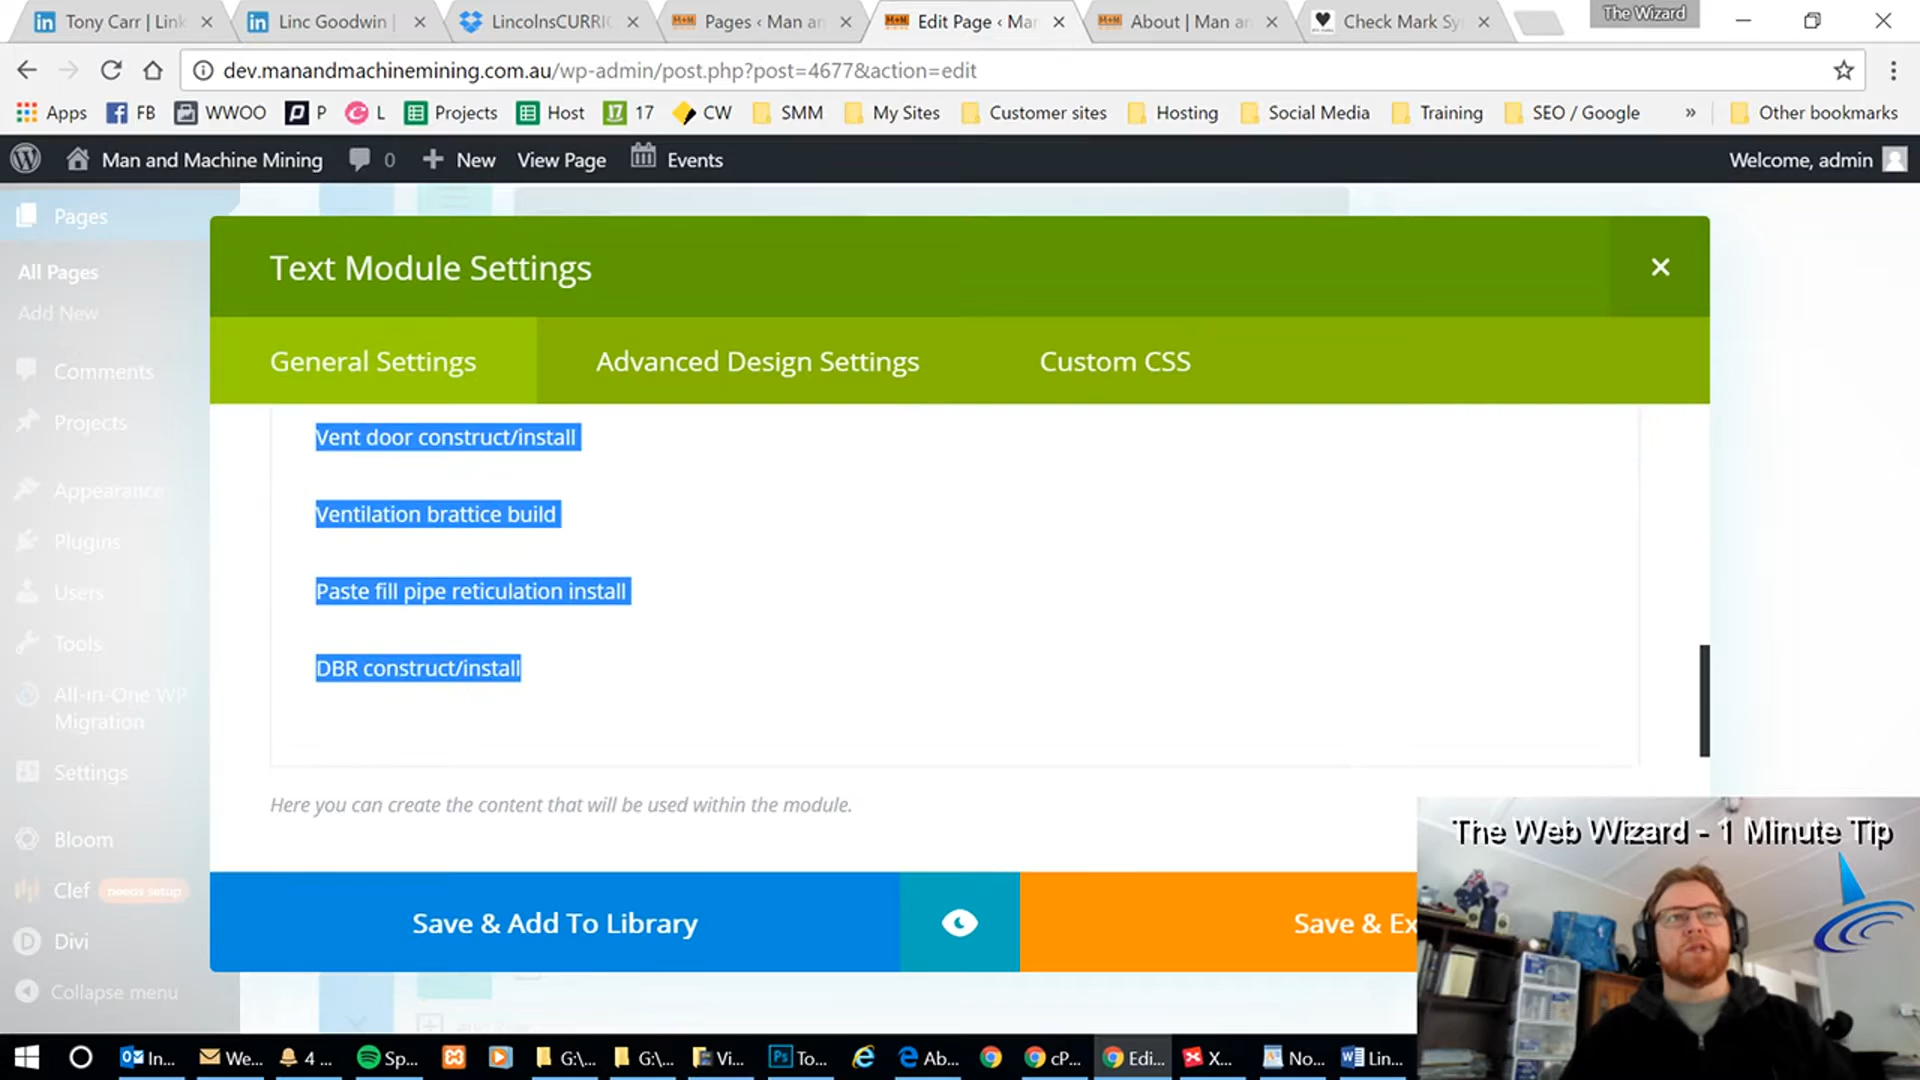 Tony Carr | Link
Linc Goodwin |
LincolnsCURRIC
Pages ‹ Man an
Edit Page ‹ Ma
About | Man an
Check Mark Sy
The Wizard
dev.manandmachinemining.com.au/wp-admin/post.php?post=4677&action=edit
Apps FB WWOO P L Projects Host 17 CW SMM My Sites Customer sites Hosting Social Media Training SEO / Google » Other bookmarks
Man and Machine Mining 0 New View Page Events Welcome, admin
Pages
All Pages
Add New
Comments
Projects
Appearance
Plugins
Users
Tools
All-in-One WP
Migration
Settings
Bloom
Clef needs setup
Divi
Collapse menu
Text Module Settings
General Settings Advanced Design Settings Custom CSS
Vent door construct/install
Ventilation brattice build
Paste fill pipe reticulation install
DBR construct/install
Here you can create the content that will be used within the module.
Save & Add To Library Save & Ex
The Web Wizard - 1 Minute Tip
In... We... 4 ... Sp... G:\... G:\... Vi... To... Ab... cP... Edi... X... No... Lin...